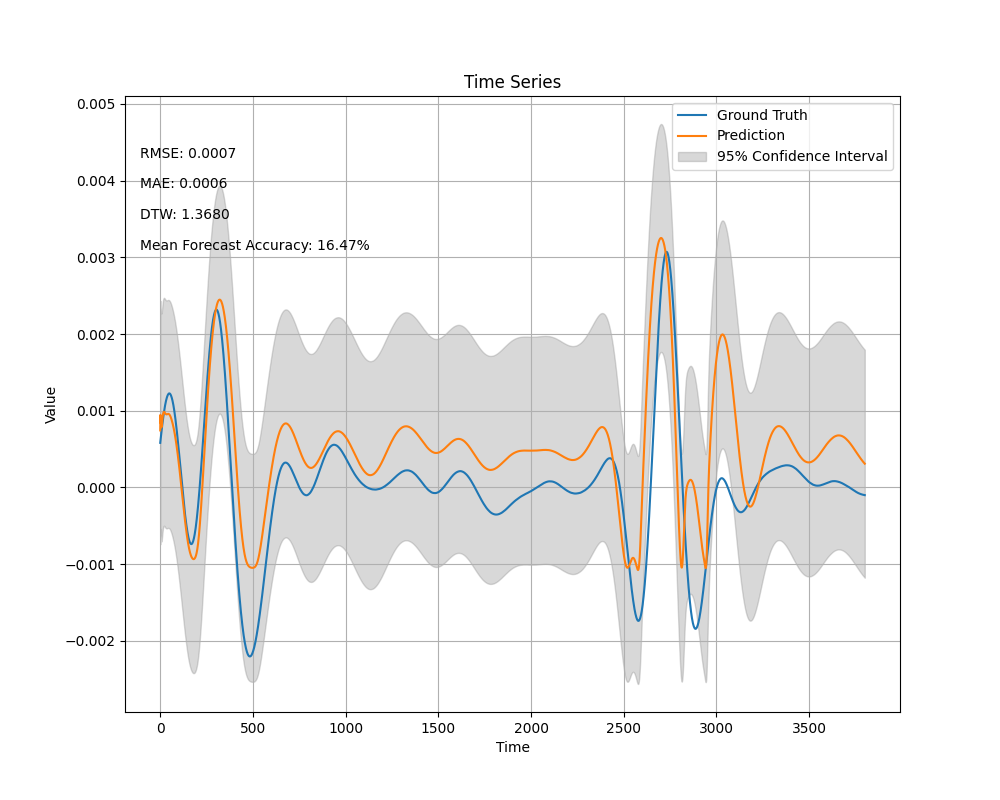 Time Series
0.005
0.004
0.003
0.002
0.001
0.000
−0.001
−0.002
Value
RMSE: 0.0007
MAE: 0.0006
DTW: 1.3680
Mean Forecast Accuracy: 16.47%
Ground Truth
Prediction
95% Confidence Interval
0 500 1000 1500 2000 2500 3000 3500
Time